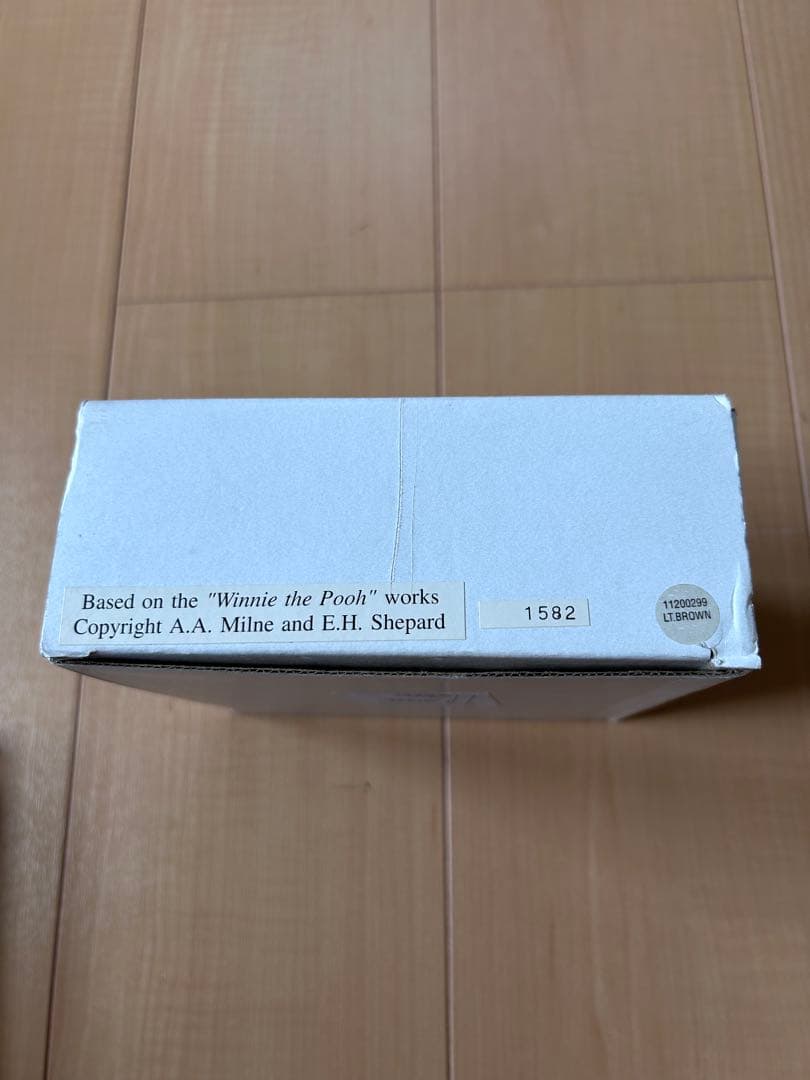 Based on the "Winnie the Pooh" works
Copyright A.A. Milne and E.H. Shepard
1582
11200299
LT.BROWN